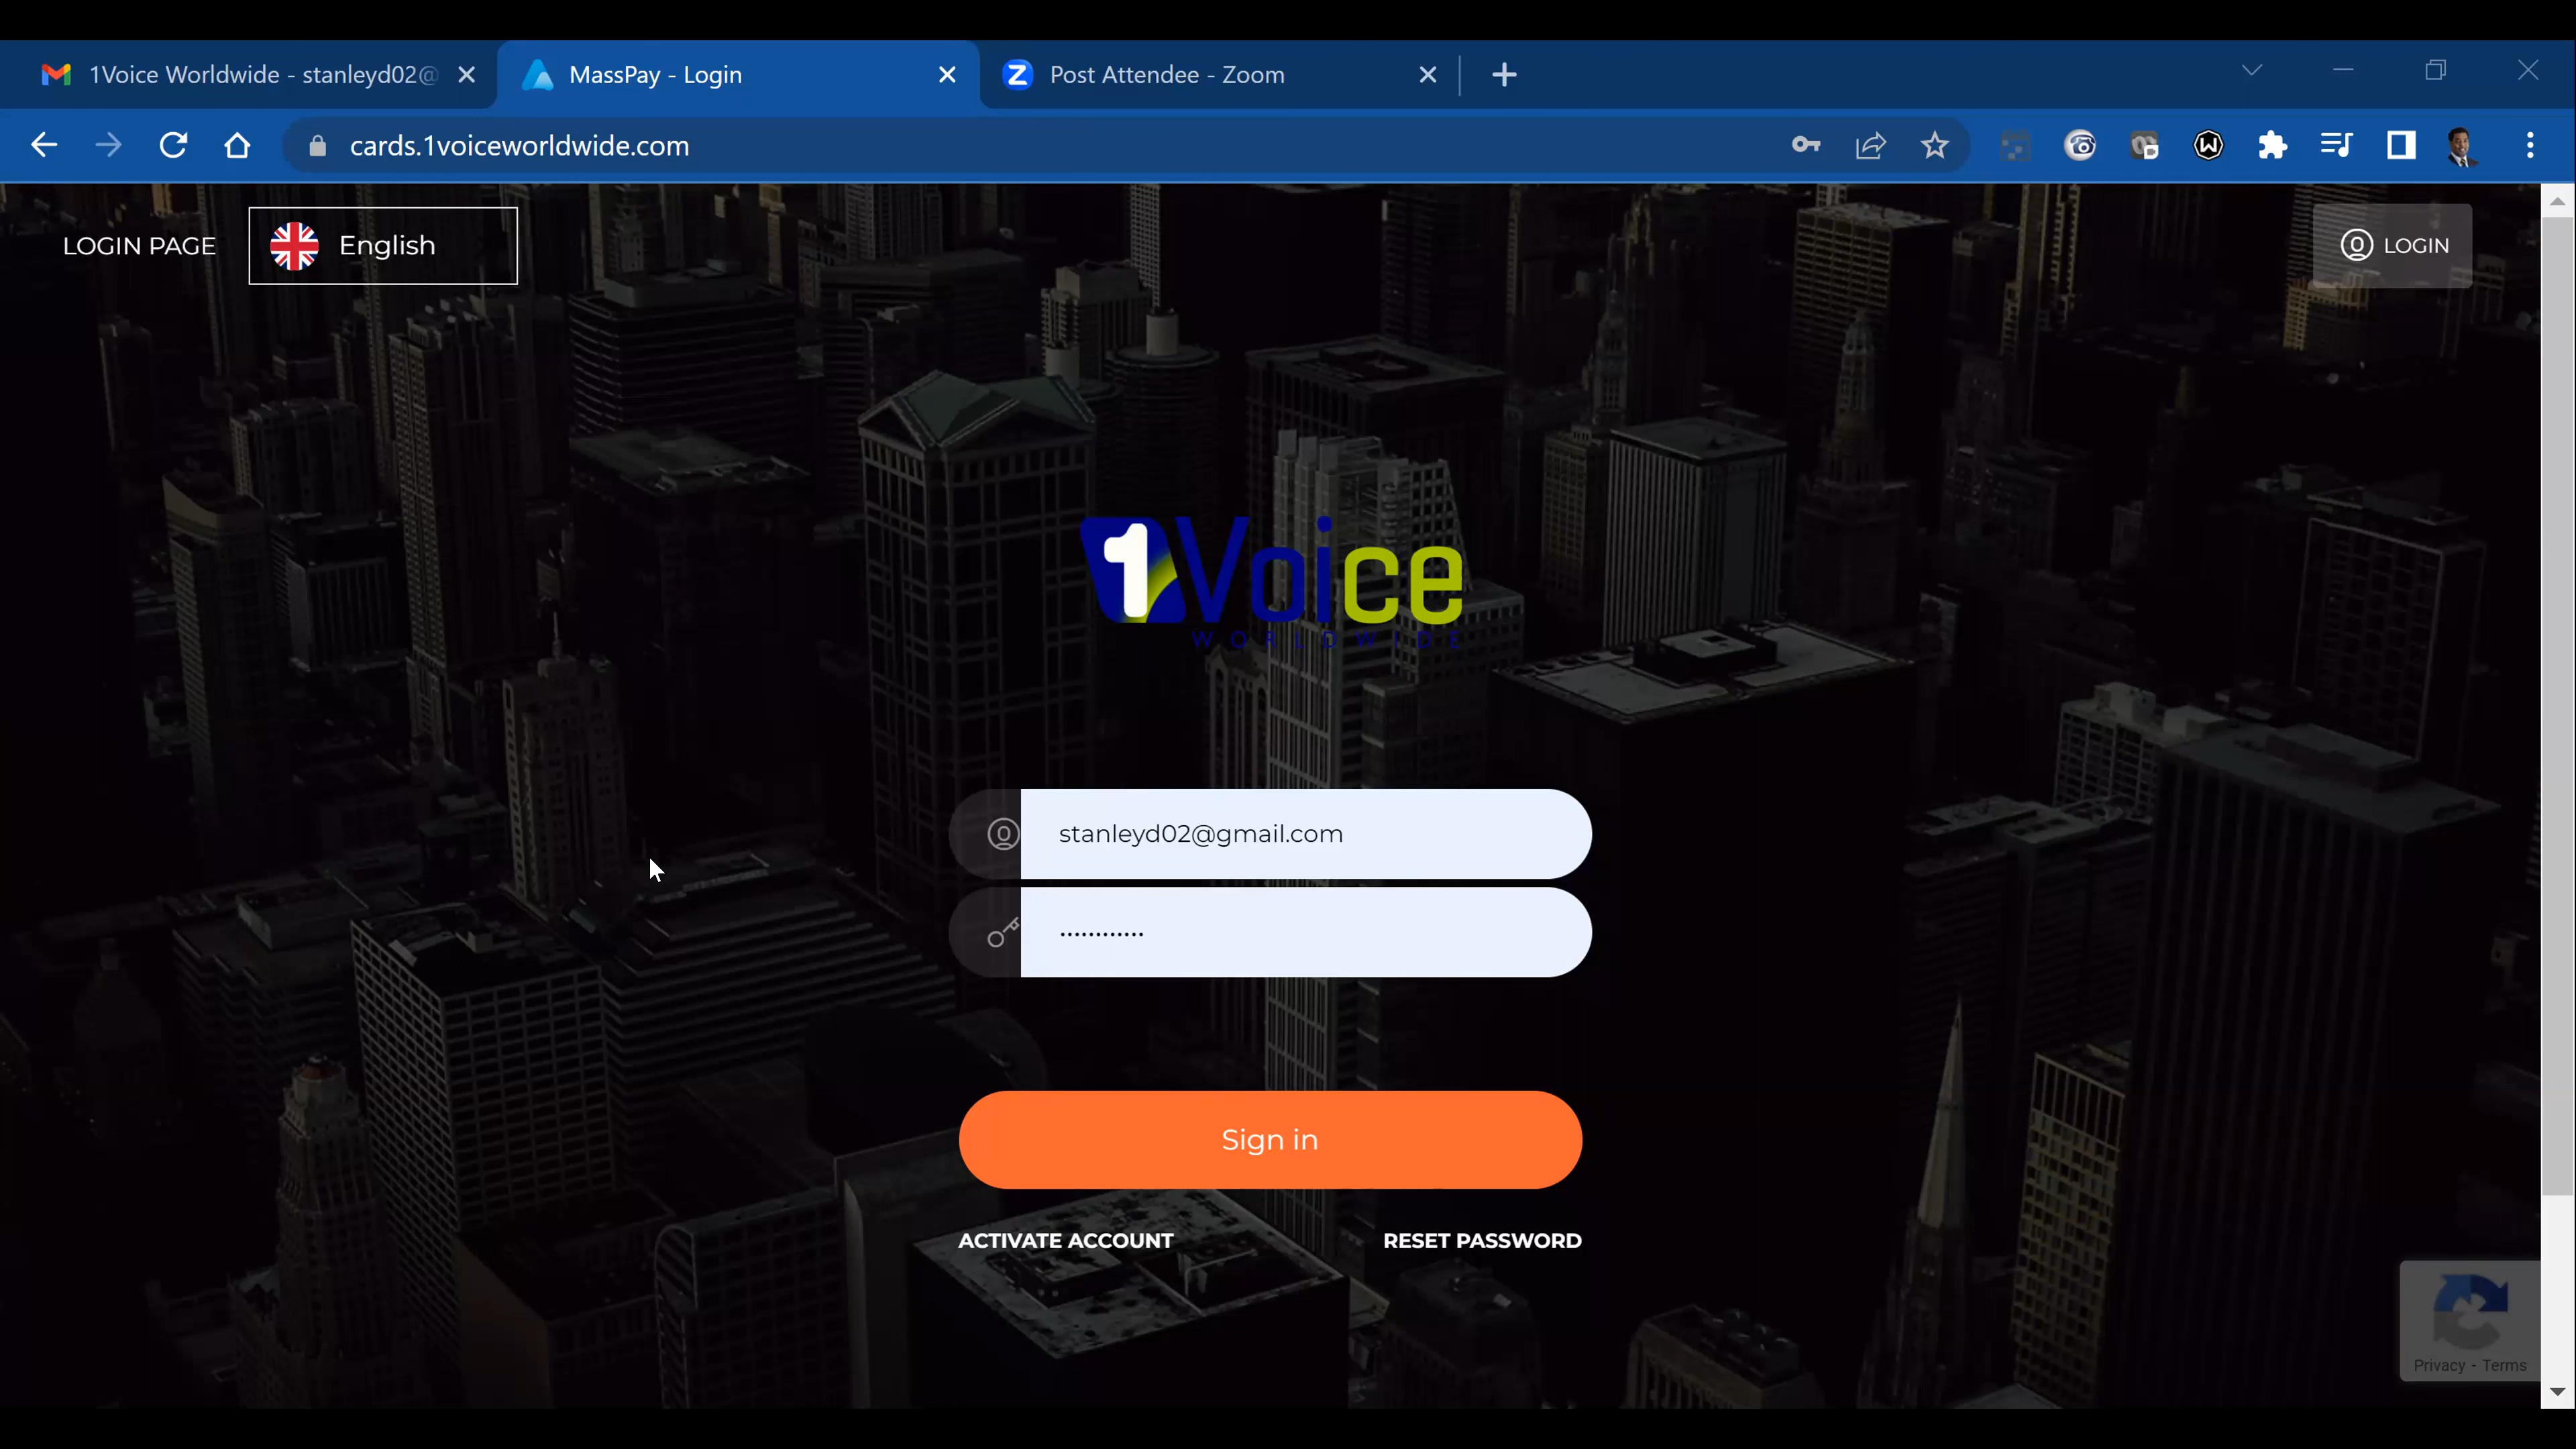 1Voice Worldwide - stanleyd02@
MassPay - Login
Post Attendee - Zoom
cards.1voiceworldwide.com
LOGIN PAGE
English
LOGIN
1Voice
WORLDWIDE
stanleyd02@gmail.com
Sign in
ACTIVATE ACCOUNT
RESET PASSWORD
Privacy - Terms